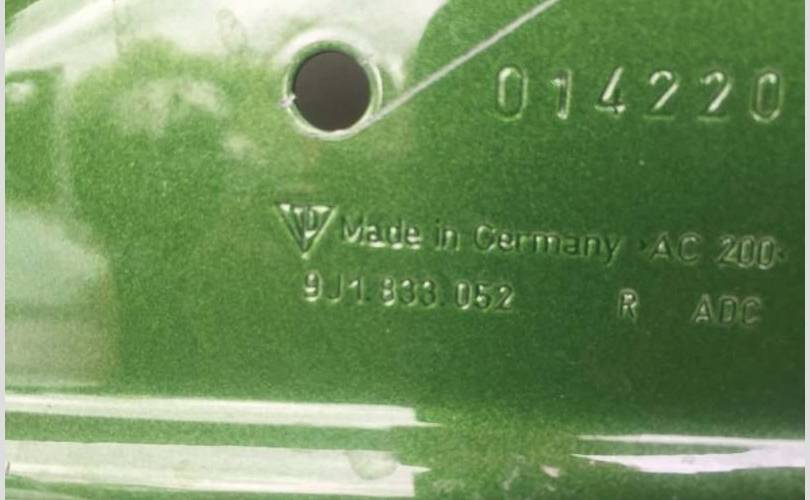 014220
Made in Germany ·AC 200·
9J1.833.052 R ADC